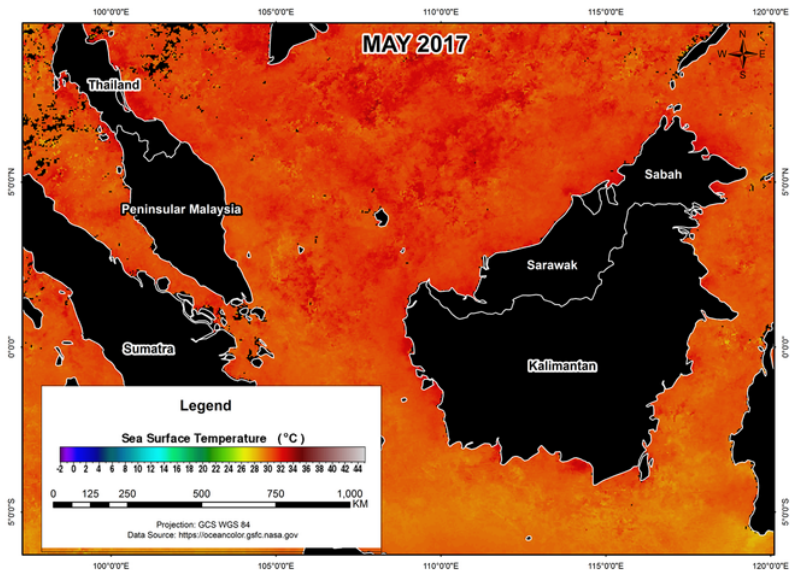 100°0'0"E 105°0'0"E 110°0'0"E 115°0'0"E 120°0'0"E
MAY 2017
N
W E
S
Thailand
5°0'0"N 5°0'0"N
Sabah
Peninsular Malaysia
Sarawak
0°0'0" 0°0'0"
Sumatra
Kalimantan
Legend
Sea Surface Temperature (°C)
-2 0 2 4 6 8 10 12 14 16 18 20 22 24 26 28 30 32 34 36 38 40 42 44
0 125 250 500 750 1,000
KM
5°0'0"S 5°0'0"S
Projection: GCS WGS 84
Data Source: https://oceancolor.gsfc.nasa.gov
100°0'0"E 105°0'0"E 110°0'0"E 115°0'0"E 120°0'0"E